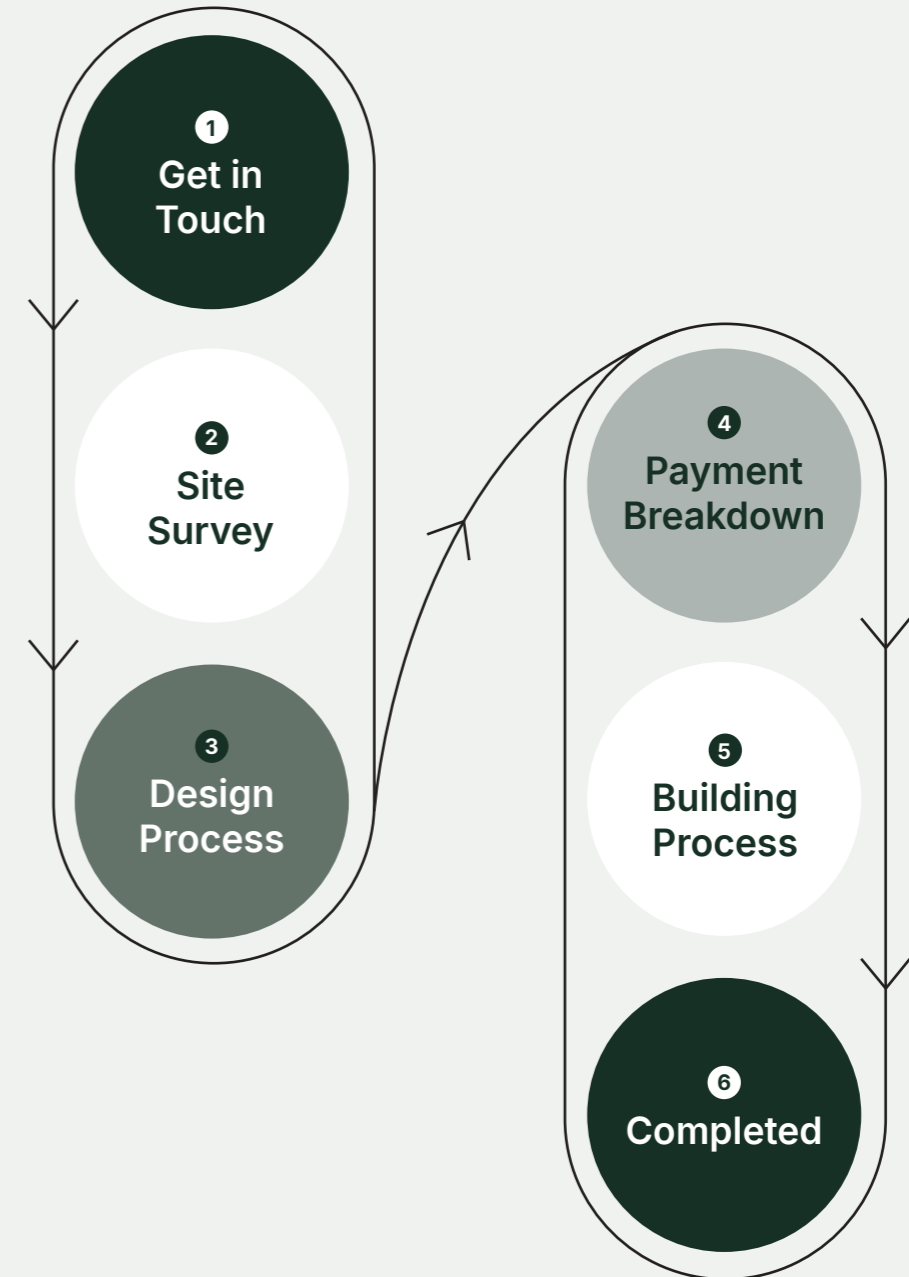 1
Get in
Touch
2
Site
Survey
3
Design
Process
4
Payment
Breakdown
5
Building
Process
6
Completed